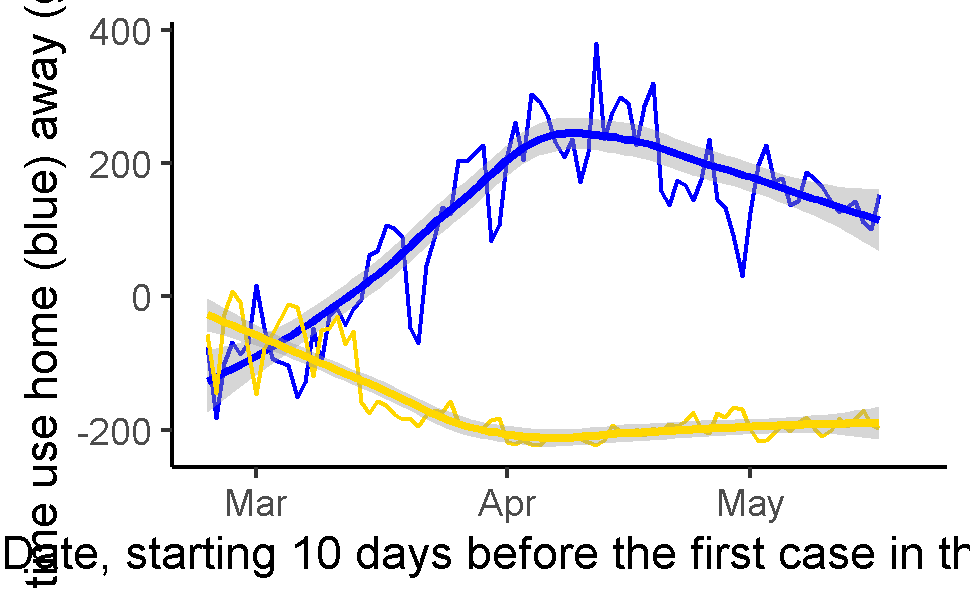 400
200
0
-200
time use home (blue) away (
Mar Apr May
Date, starting 10 days before the first case in th